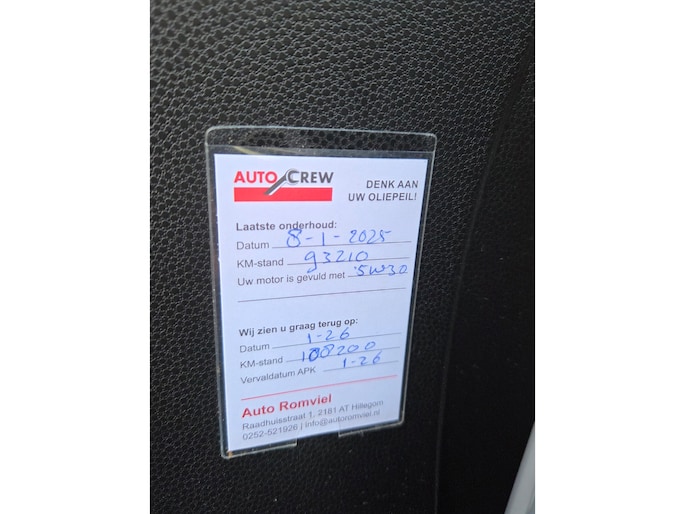 AUTO CREW
DENK AAN
UW OLIEPEIL!
Laatste onderhoud:
Datum 8-1-2025
KM-stand 93210
Uw motor is gevuld met 5W30
Wij zien u graag terug op:
Datum 1-26
KM-stand 108200
Vervaldatum APK 1-26
Auto Romviel
Raadhuisstraat 1, 2181 AT Hillegom
0252-521926 | info@autoromviel.nl